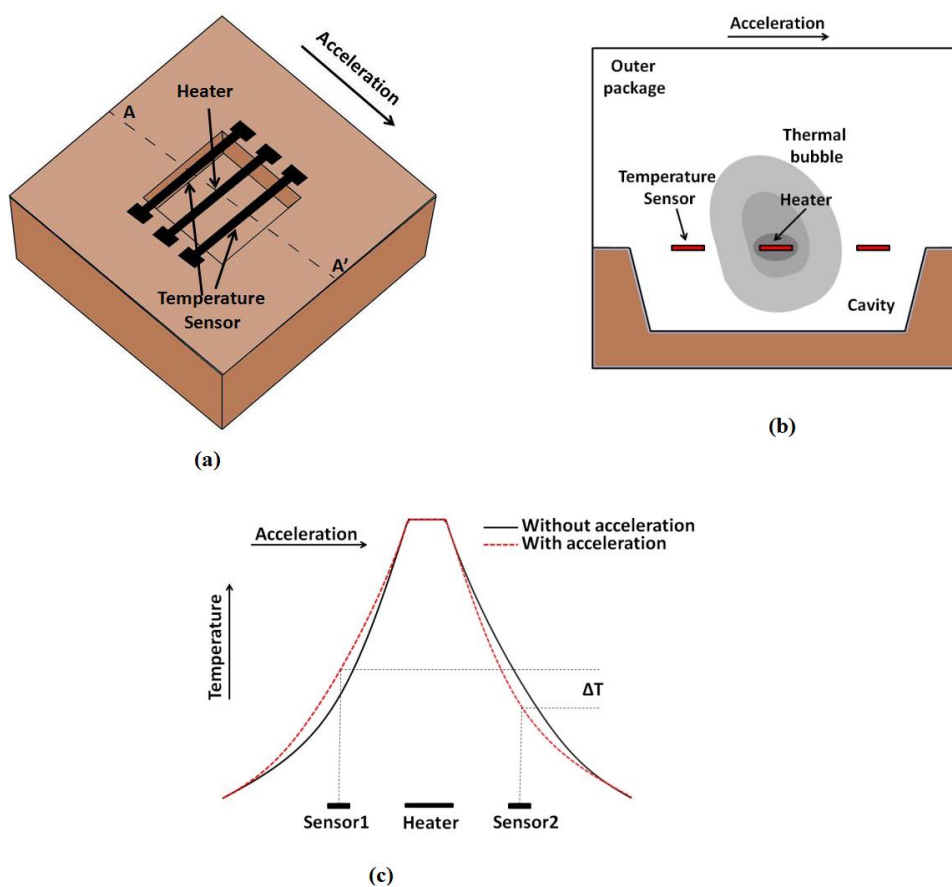 Acceleration
Heater
A
A'
Temperature
Sensor
(a)
Acceleration
Outer
package
Thermal
bubble
Temperature
Sensor
Heater
Cavity
(b)
Acceleration
Without acceleration
With acceleration
Temperature
ΔT
Sensor1
Heater
Sensor2
(c)